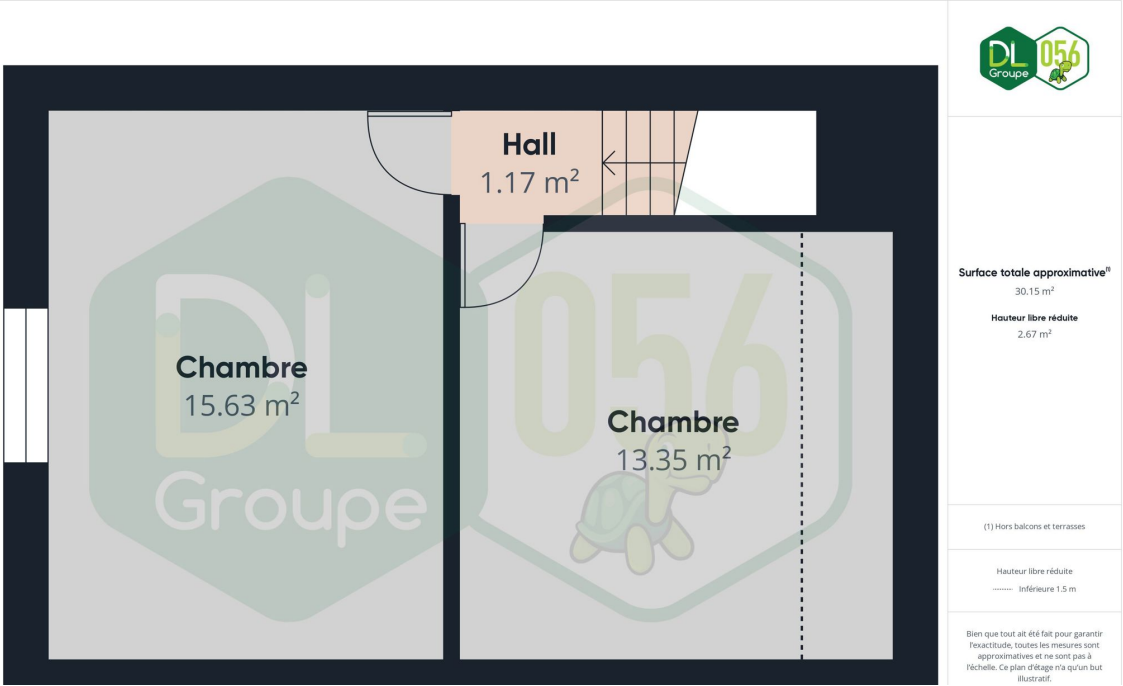 Hall
1.17 m²
Chambre
15.63 m²
Chambre
13.35 m²
DL
Groupe
056
DL
Groupe
056
Surface totale approximative⁽¹⁾
30.15 m²
Hauteur libre réduite
2.67 m²
(1) Hors balcons et terrasses
Hauteur libre réduite
Inférieure 1.5 m
Bien que tout ait été fait pour garantir
l'exactitude, toutes les mesures sont
approximatives et ne sont pas à
l'échelle. Ce plan d'étage n'a qu'un but
illustratif.